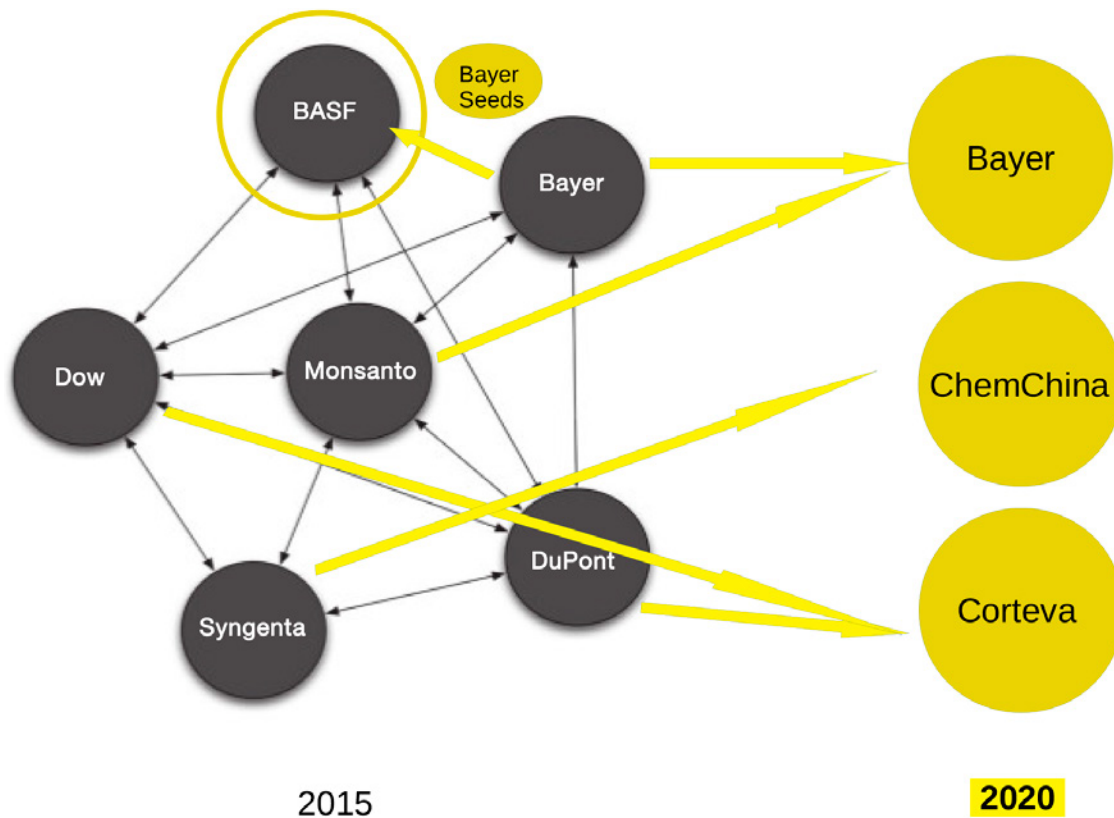 BASF
Bayer
Seeds
Bayer
Bayer
Dow
Monsanto
ChemChina
Syngenta
DuPont
Corteva
2015
2020